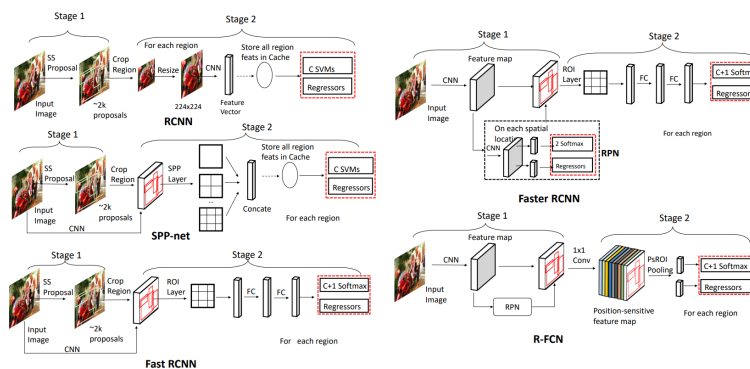 Stage 1
Stage 2
SS
Proposal
Crop
Region
For each region
Resize
CNN
Store all region
feats in Cache
C SVMs
Regressors
Input
Image
~2k
proposals
224x224
Feature
Vector
RCNN
Stage 1
Stage 2
SS
Proposal
Crop
Region
SPP
Layer
...
Store all region
feats in Cache
C SVMs
Regressors
Input
Image
~2k
proposals
CNN
Concate
For each region
SPP-net
Stage 1
Stage 2
SS
Proposal
Crop
Region
ROI
Layer
FC
FC
C+1 Softmax
Regressors
Input
Image
~2k
proposals
CNN
For each region
Fast RCNN
Stage 1
Stage 2
Feature map
CNN
ROI
Layer
FC
FC
C+1 Softmax
Regressors
Input
Image
On each spatial
location
CNN
2 Softmax
Regressors
RPN
For each region
Faster RCNN
Stage 1
Stage 2
Feature map
CNN
1x1
Conv
PsROI
Pooling
C+1 Softmax
Regressors
Input
Image
RPN
Position-sensitive
feature map
For each region
R-FCN